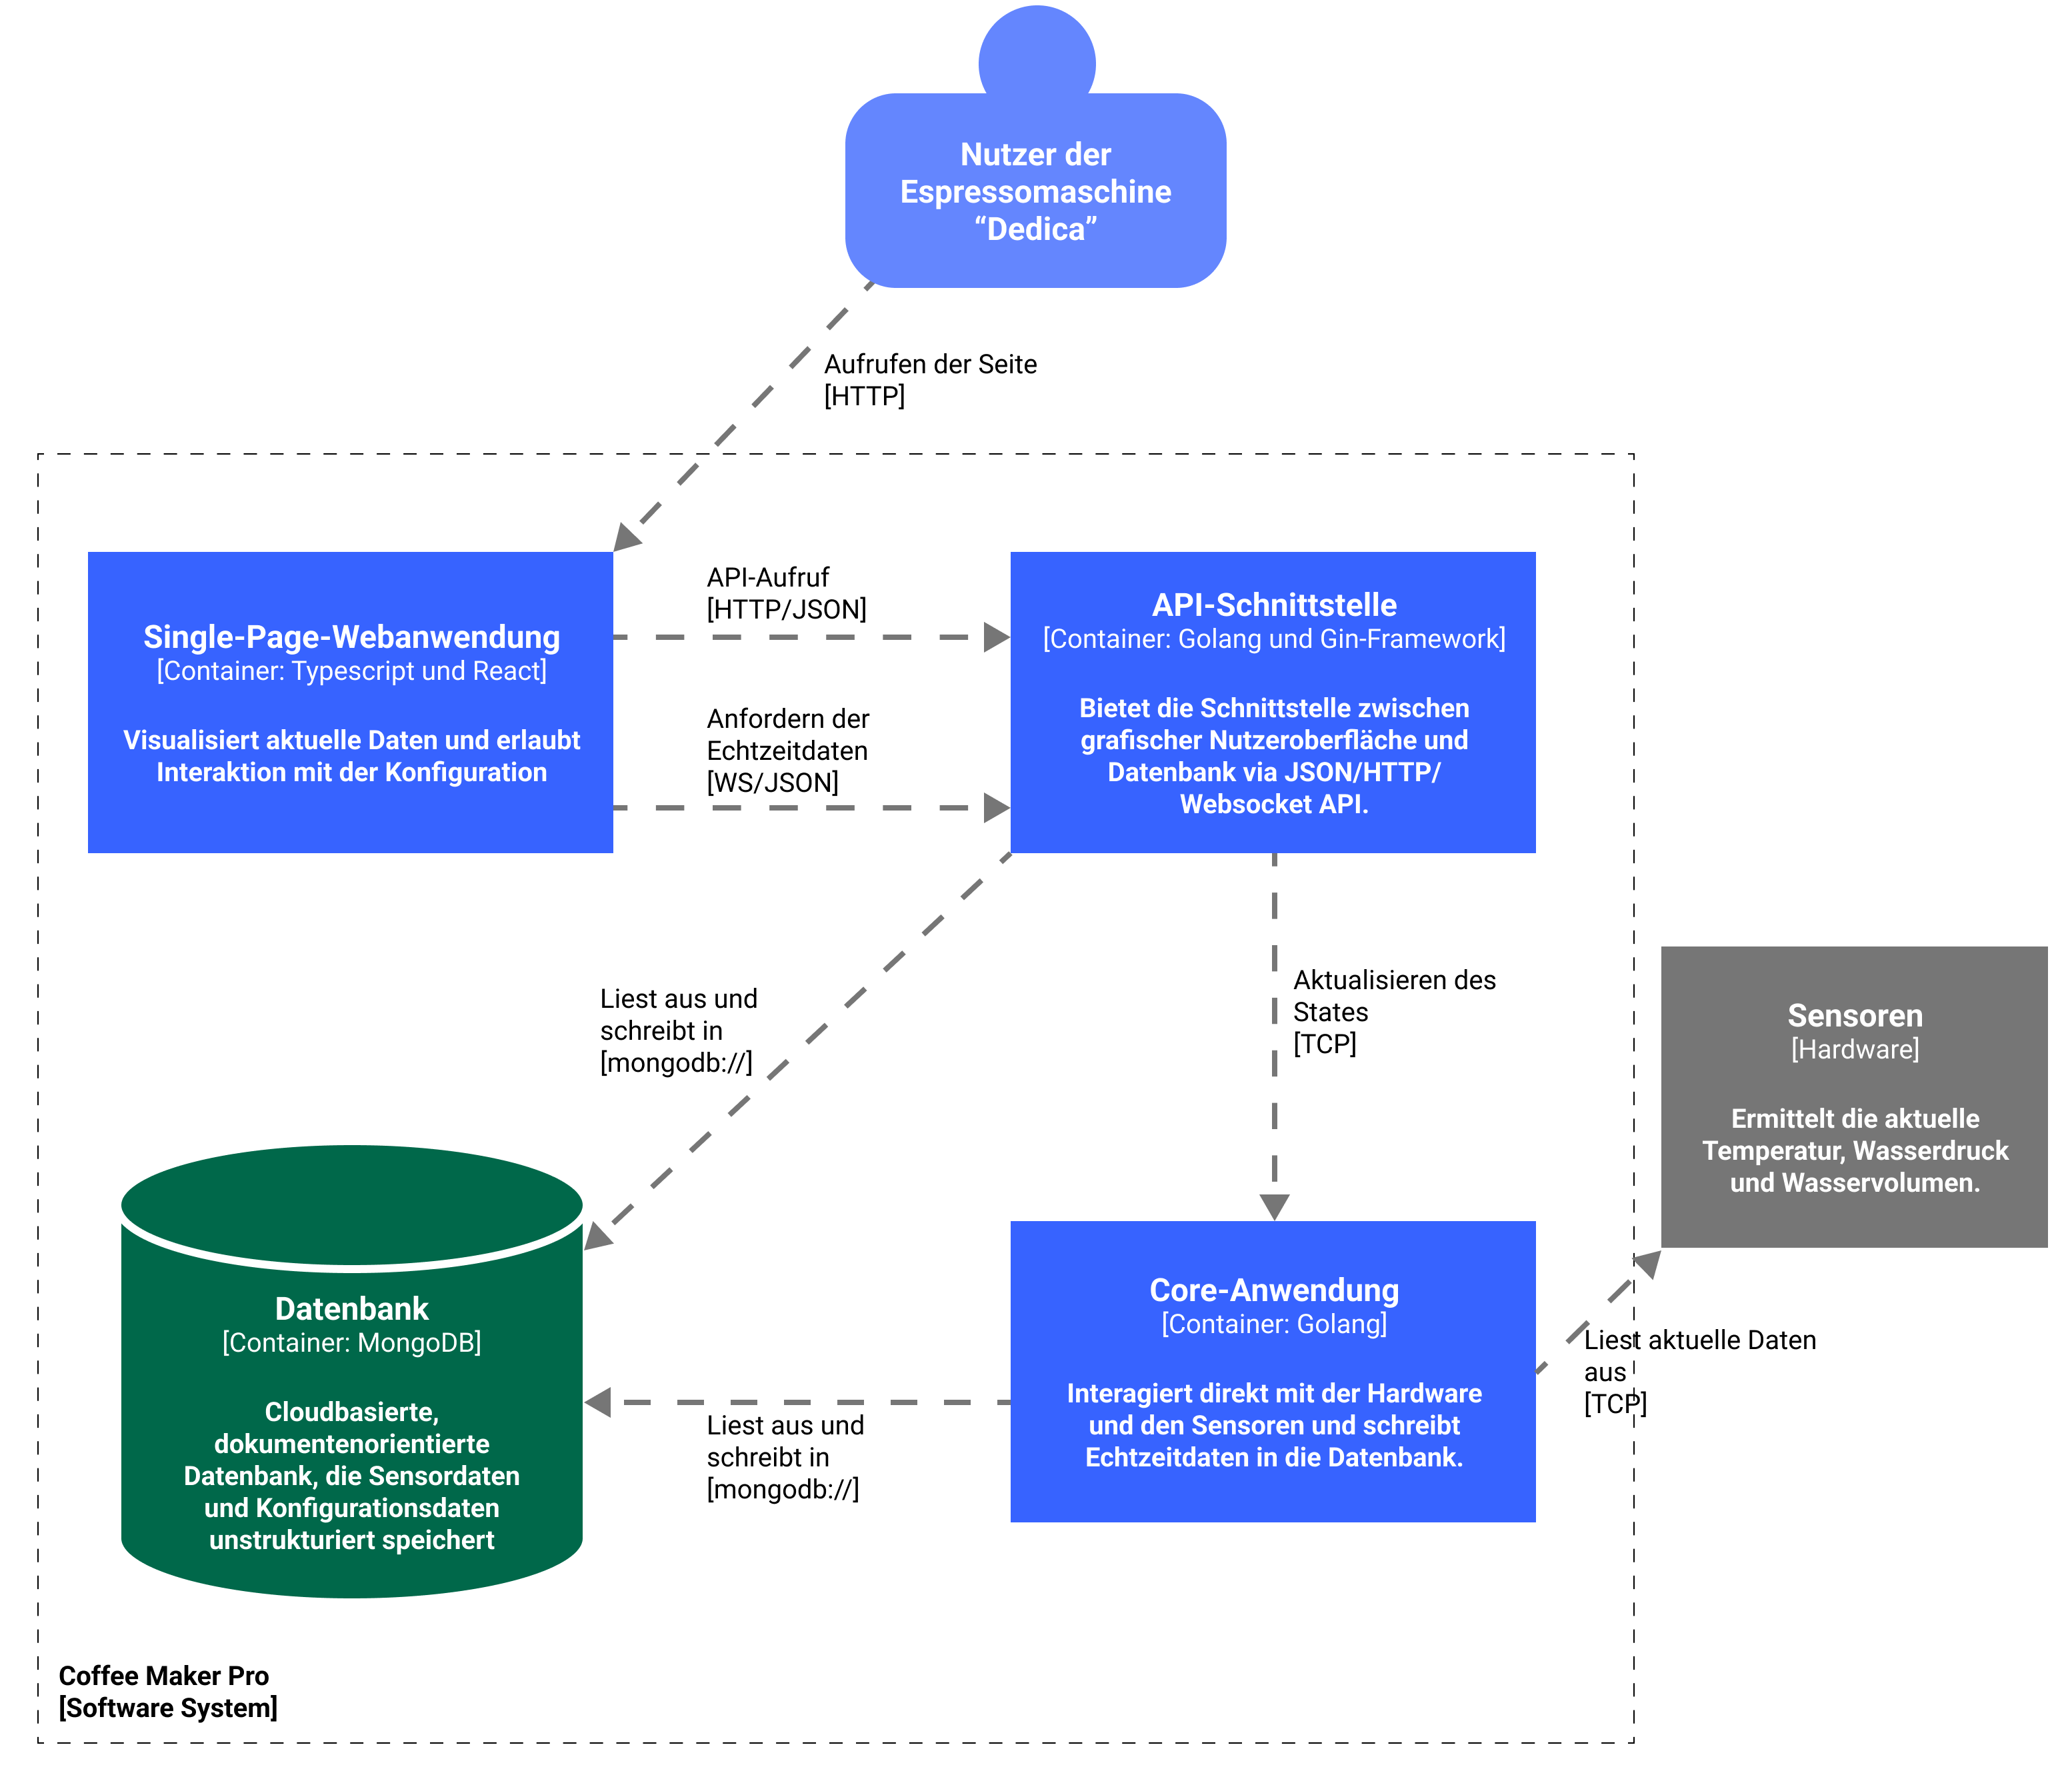 Nutzer der
Espressomaschine
“Dedica”
Aufrufen der Seite
[HTTP]
Single-Page-Webanwendung
[Container: Typescript und React]
Visualisiert aktuelle Daten und erlaubt
Interaktion mit der Konfiguration
API-Aufruf
[HTTP/JSON]
Anfordern der
Echtzeitdaten
[WS/JSON]
API-Schnittstelle
[Container: Golang und Gin-Framework]
Bietet die Schnittstelle zwischen
grafischer Nutzeroberfläche und
Datenbank via JSON/HTTP/
Websocket API.
Liest aus und
schreibt in
[mongodb://]
Aktualisieren des
States
[TCP]
Sensoren
[Hardware]
Ermittelt die aktuelle
Temperatur, Wasserdruck
und Wasservolumen.
Datenbank
[Container: MongoDB]
Cloudbasierte,
dokumentenorientierte
Datenbank, die Sensordaten
und Konfigurationsdaten
unstrukturiert speichert
Liest aus und
schreibt in
[mongodb://]
Core-Anwendung
[Container: Golang]
Interagiert direkt mit der Hardware
und den Sensoren und schreibt
Echtzeitdaten in die Datenbank.
Liest aktuelle Daten
aus
[TCP]
Coffee Maker Pro
[Software System]